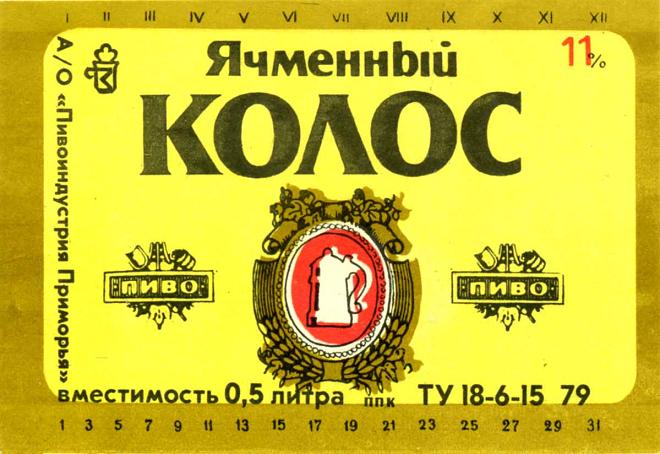 I II III IV V VI VII VIII IX X XI XII
А/О «Пивоиндустрия Приморья»
Ячменный
11%
КОЛОС
ПИВО
ПИВО
вместимость 0,5 литра ппк ТУ 18-6-15 79
1 3 5 7 9 11 13 15 17 19 21 23 25 27 29 31